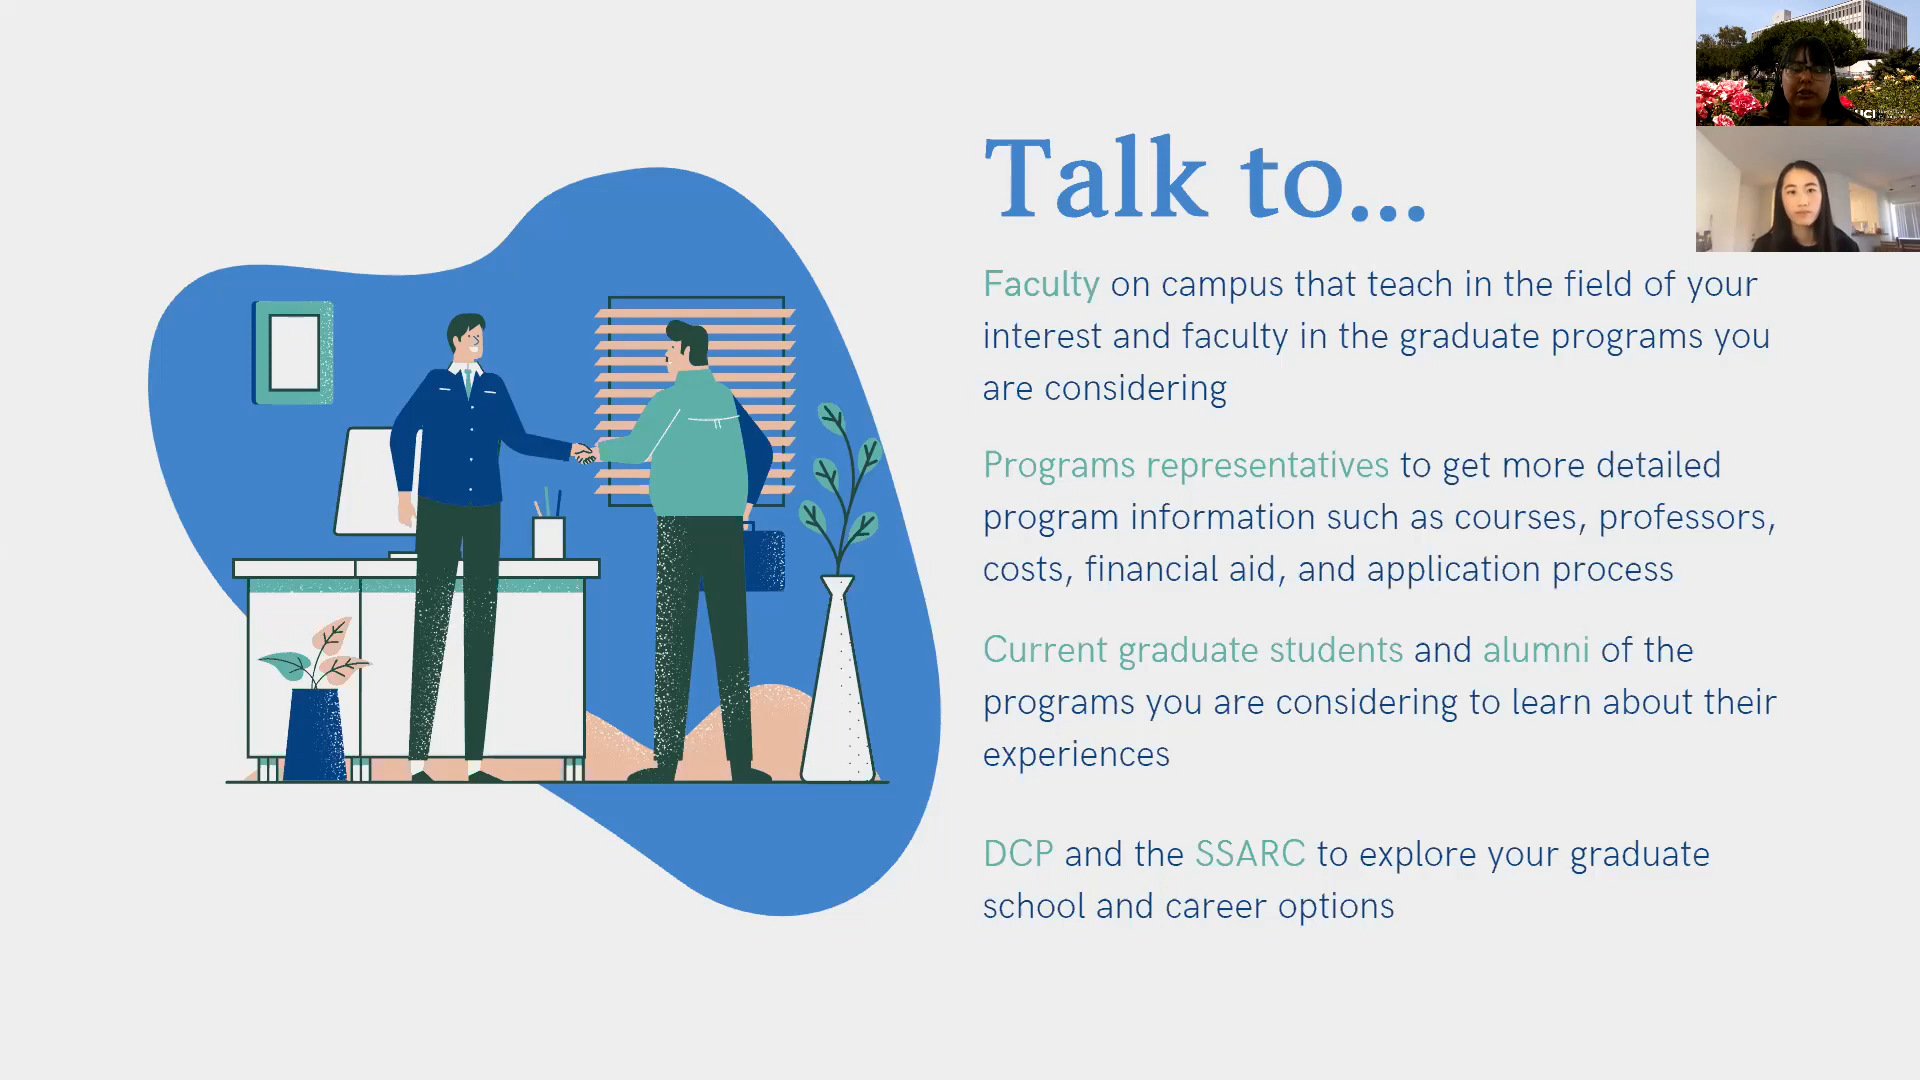 Talk to...
Faculty on campus that teach in the field of your
interest and faculty in the graduate programs you
are considering
Programs representatives to get more detailed
program information such as courses, professors,
costs, financial aid, and application process
Current graduate students and alumni of the
programs you are considering to learn about their
experiences
DCP and the SSARC to explore your graduate
school and career options
UCI